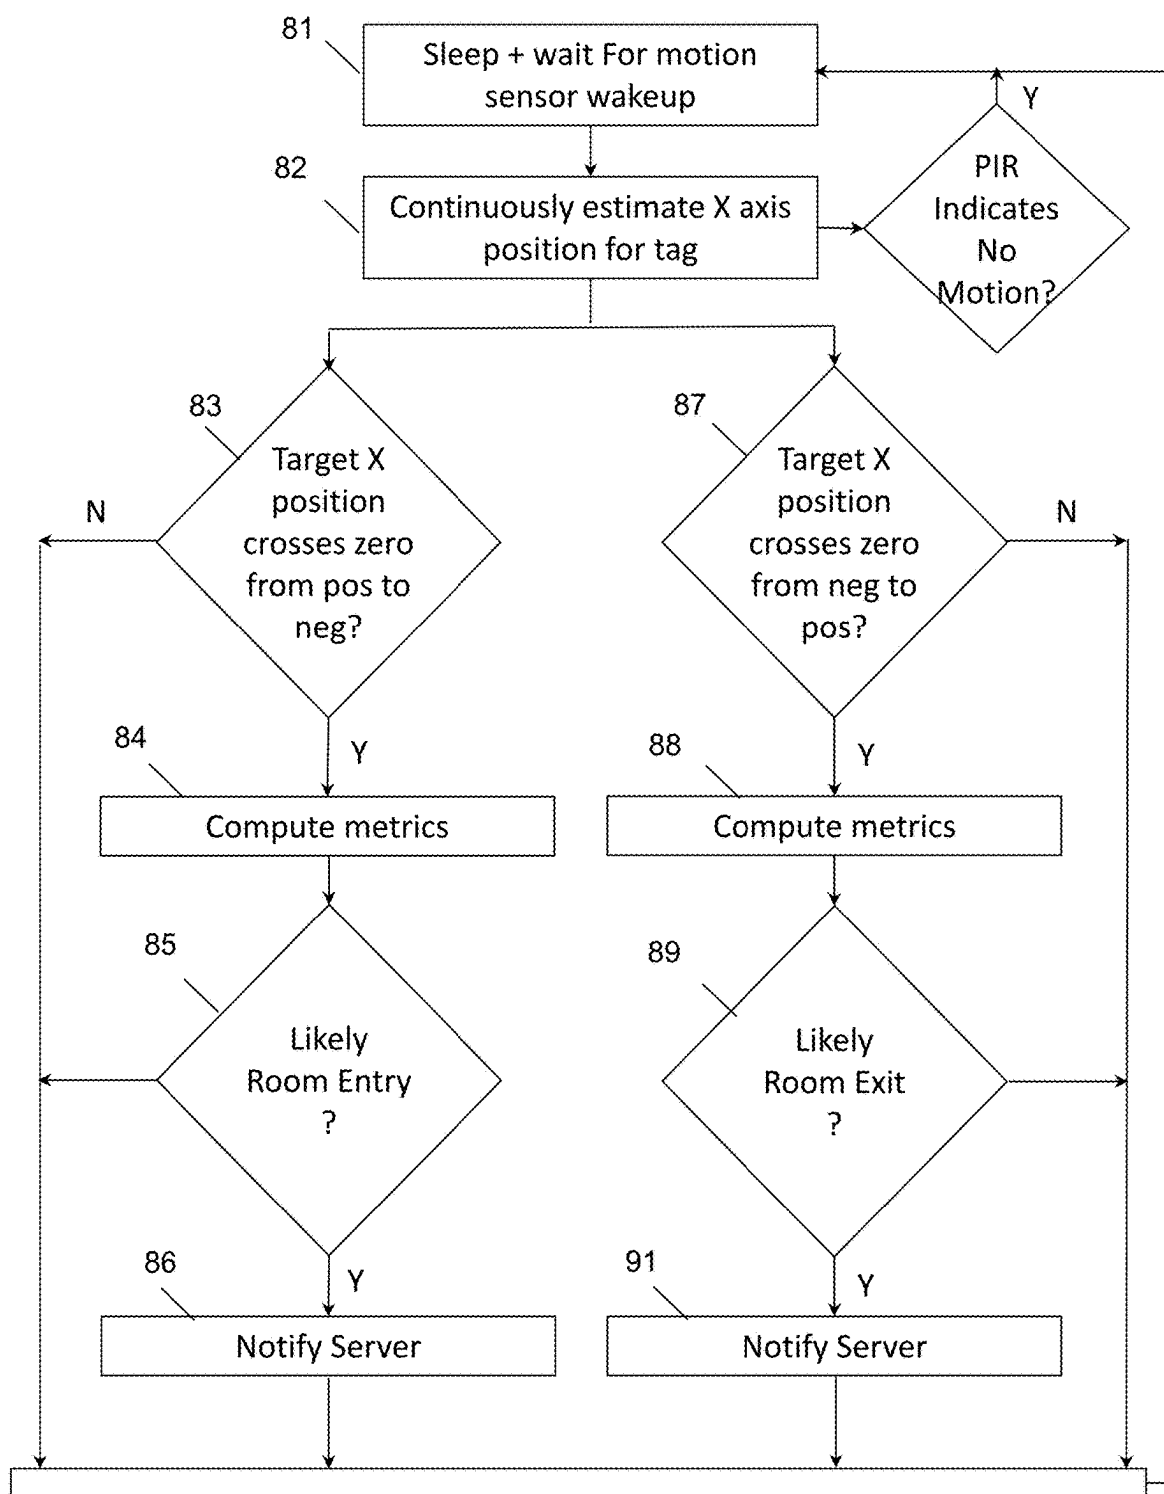 81
Sleep + wait For motion
sensor wakeup
Y
82
Continuously estimate X axis
position for tag
PIR
Indicates
No
Motion?
83
Target X
position
crosses zero
from pos to
neg?
N
87
Target X
position
crosses zero
from neg to
pos?
N
84
Y
Compute metrics
88
Y
Compute metrics
85
Likely
Room Entry
?
89
Likely
Room Exit
?
86
Y
Notify Server
91
Y
Notify Server